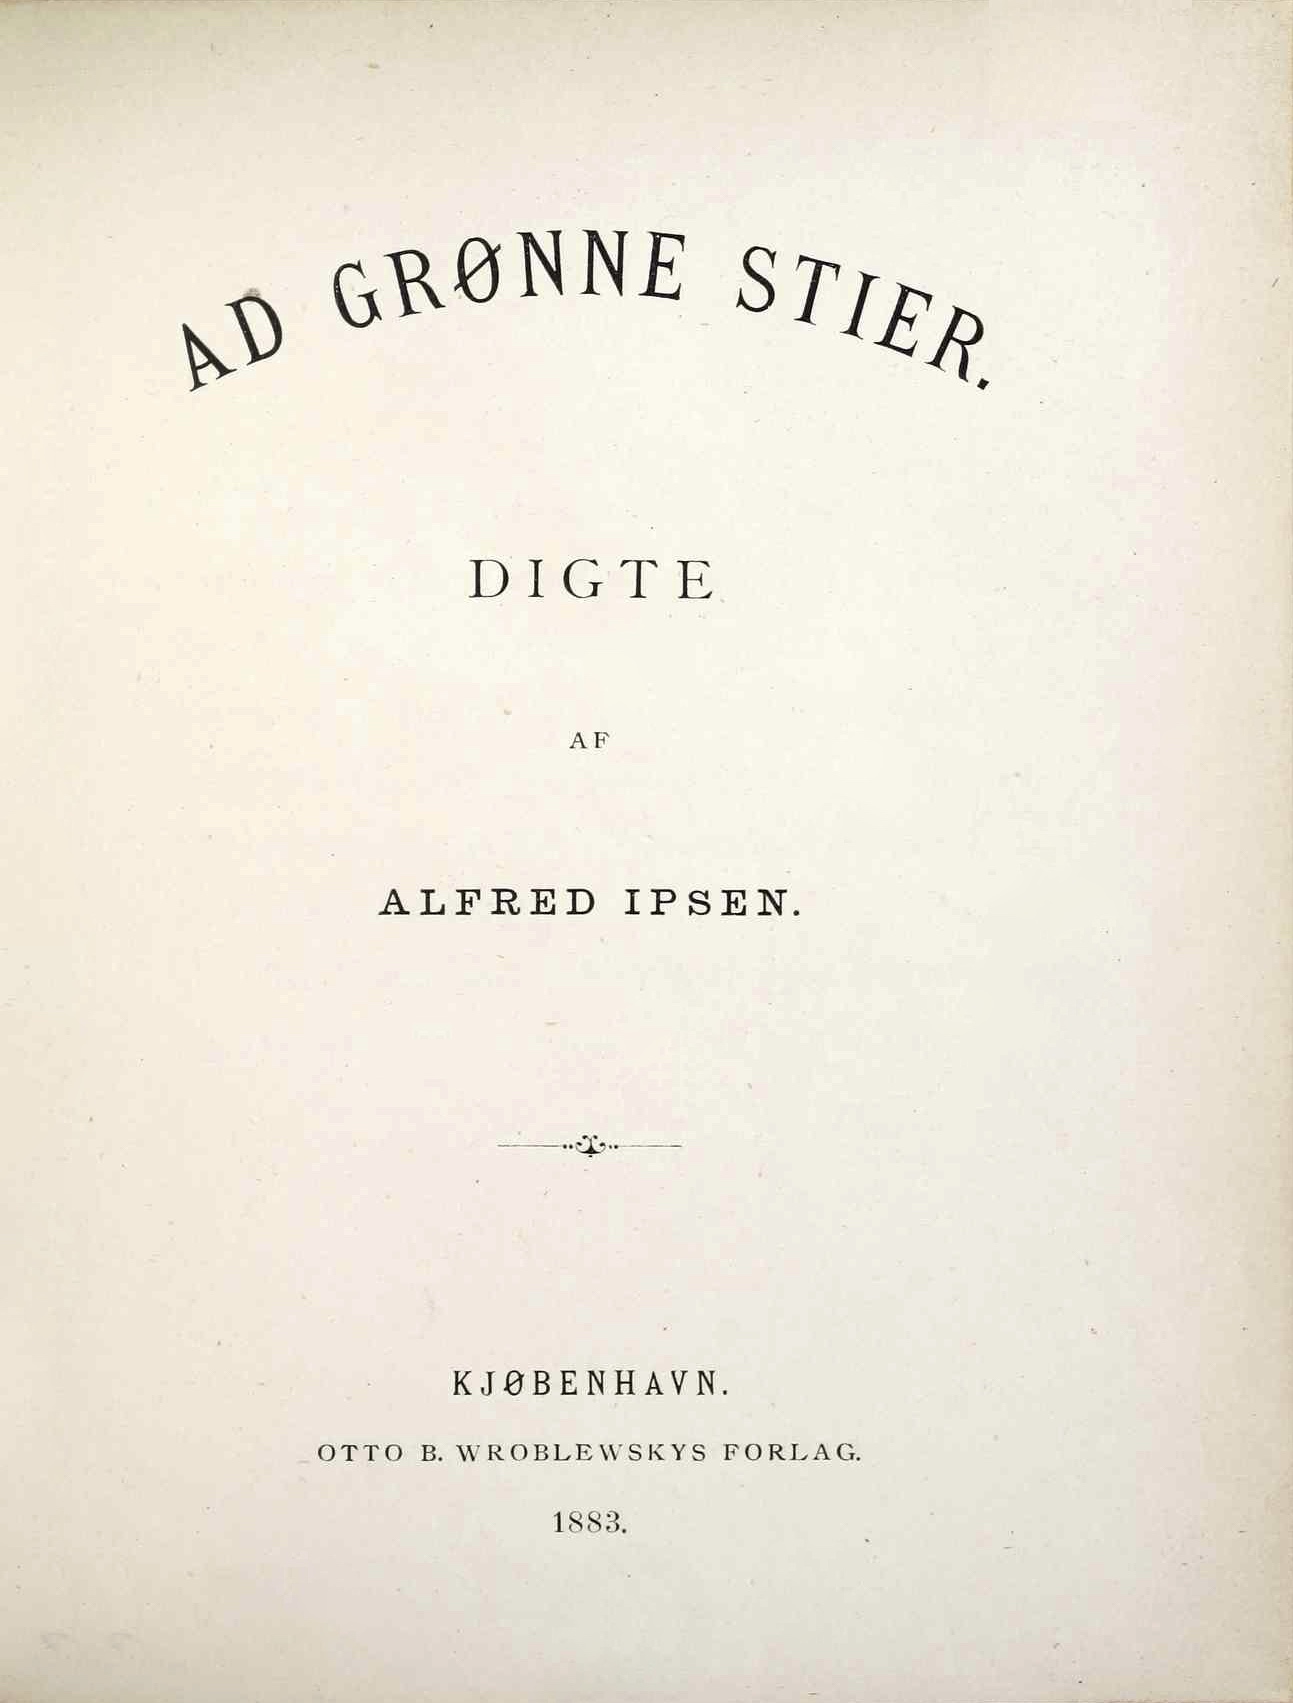 AD GRØNNE STIER.
DIGTE
AF
ALFRED IPSEN.
KJØBENHAVN.
OTTO B. WROBLEWSKYS FORLAG.
1883.